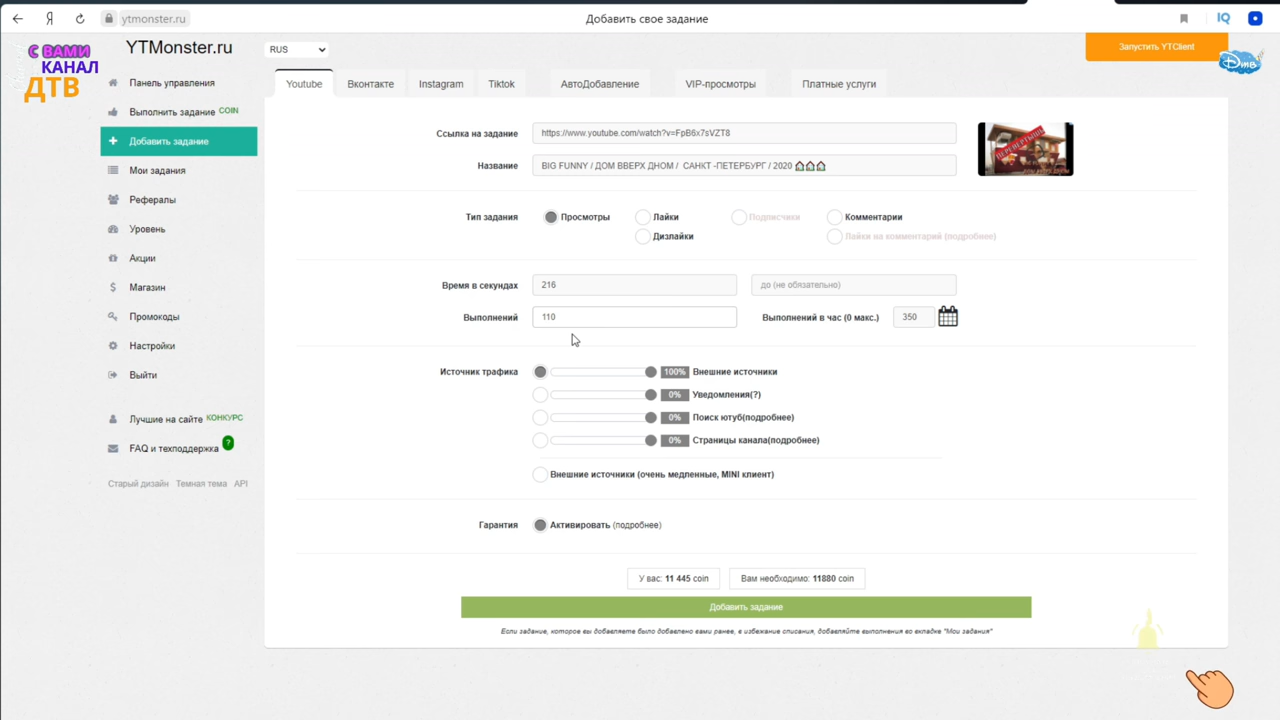 ytmonster.ru
Добавить свое задание
С ВАМИ
КАНАЛ
ДТВ
YTMonster.ru
RUS
Запустить YTClient
ДТВ
Панель управления
Выполнить задание COIN
Добавить задание
Мои задания
Рефералы
Уровень
Акции
Магазин
Промокоды
Настройки
Выйти
Лучшие на сайте КОНКУРС
FAQ и техподдержка ?
Старый дизайн Темная тема API
Youtube Вконтакте Instagram Tiktok АвтоДобавление VIP-просмотры Платные услуги
Ссылка на задание https://www.youtube.com/watch?v=FpB6x7sVZT8
Название BIG FUNNY / ДОМ ВВЕРХ ДНОМ / САНКТ -ПЕТЕРБУРГ / 2020
ПЕРЕВЕРТЫШИ
Тип задания Просмотры Лайки Подписчики Комментарии
Дизлайки Лайки на комментарий (подробнее)
Время в секундах 216 до (не обязательно)
Выполнений 110 Выполнений в час (0 макс.) 350
Источник трафика 100% Внешние источники
0% Уведомления(?)
0% Поиск ютуб(подробнее)
0% Страницы канала(подробнее)
Внешние источники (очень медленные, MINI клиент)
Гарантия Активировать (подробнее)
У вас: 11 445 coin Вам необходимо: 11880 coin
Добавить задание
Если задание, которое вы добавляете было добавлено вами ранее, в избежание списания, добавляйте выполнения во вкладке "Мои задания"